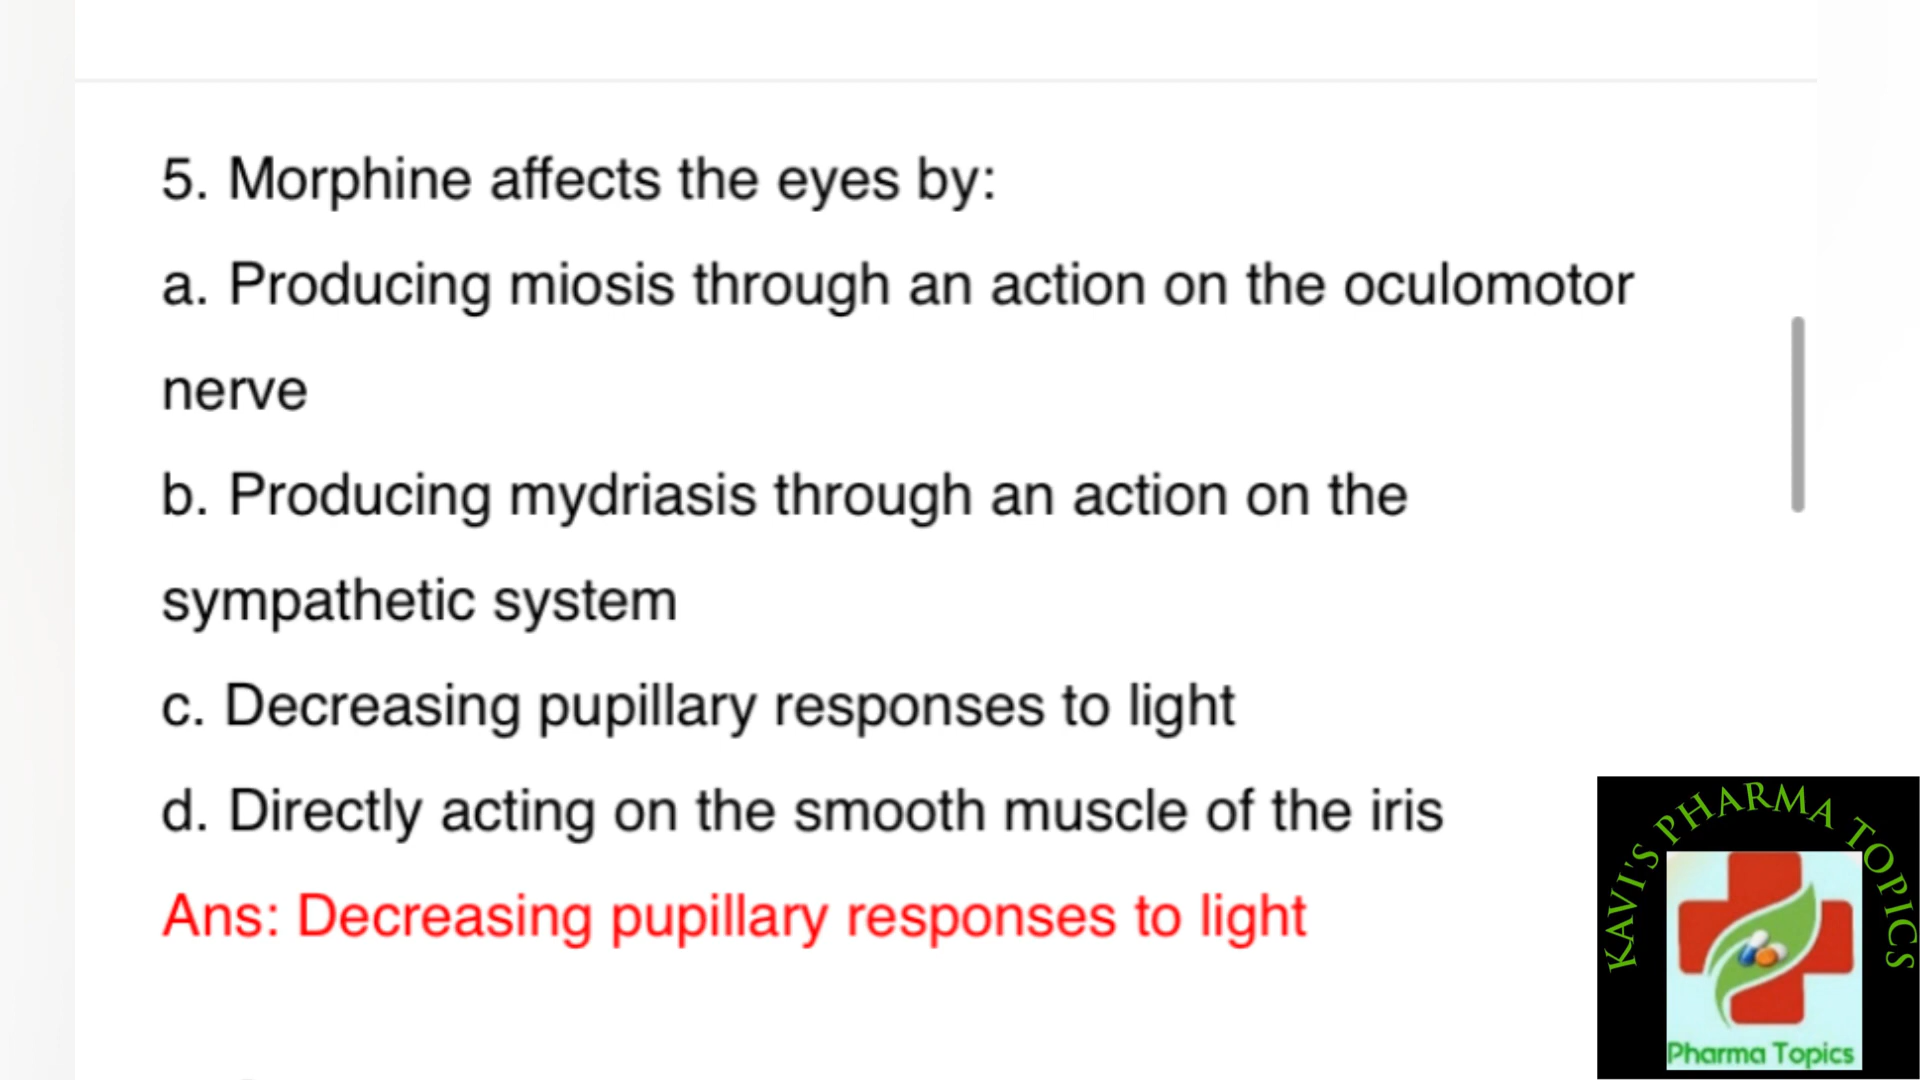 5. Morphine affects the eyes by:
a. Producing miosis through an action on the oculomotor
nerve
b. Producing mydriasis through an action on the
sympathetic system
c. Decreasing pupillary responses to light
d. Directly acting on the smooth muscle of the iris
Ans: Decreasing pupillary responses to light
KAVI'S PHARMA TOPICS
Pharma Topics